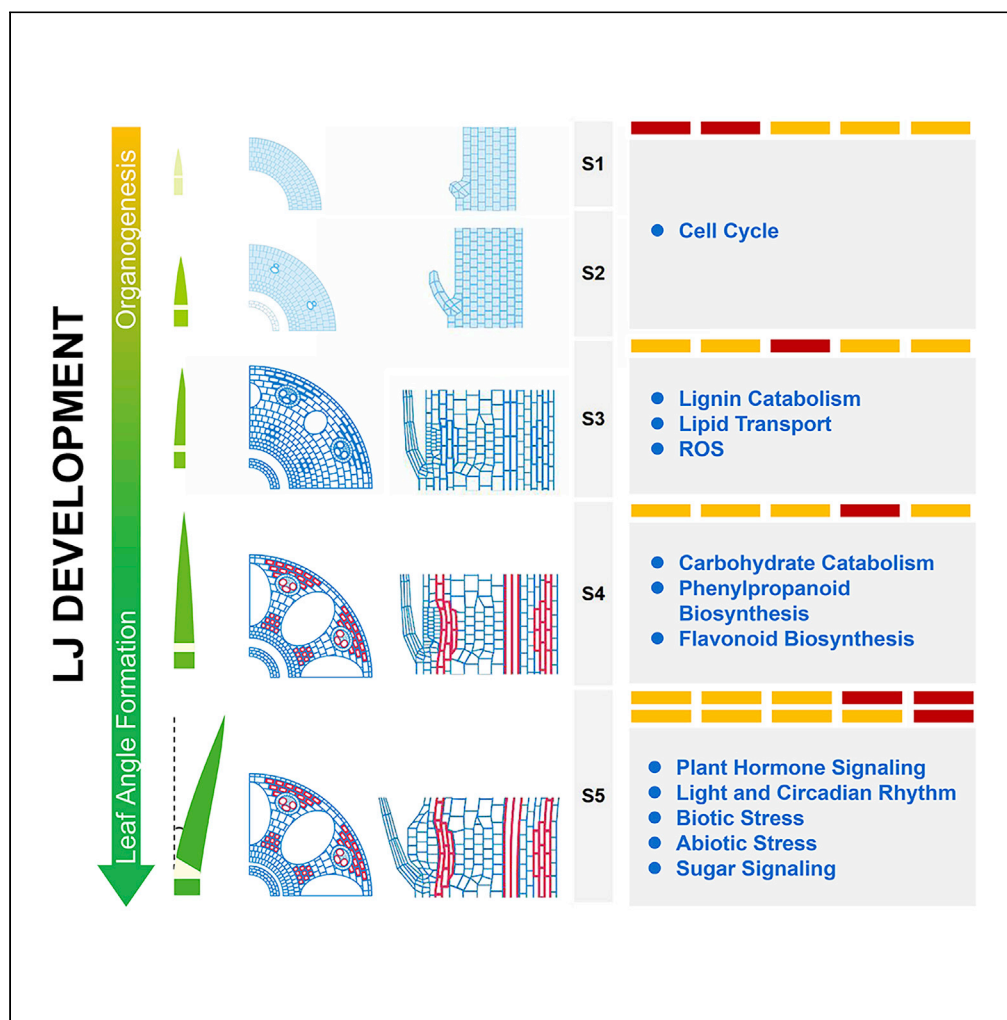 LJ DEVELOPMENT
Organogenesis
Leaf Angle Formation
S1
S2
● Cell Cycle
S3
● Lignin Catabolism
● Lipid Transport
● ROS
S4
● Carbohydrate Catabolism
● Phenylpropanoid
Biosynthesis
● Flavonoid Biosynthesis
S5
● Plant Hormone Signaling
● Light and Circadian Rhythm
● Biotic Stress
● Abiotic Stress
● Sugar Signaling